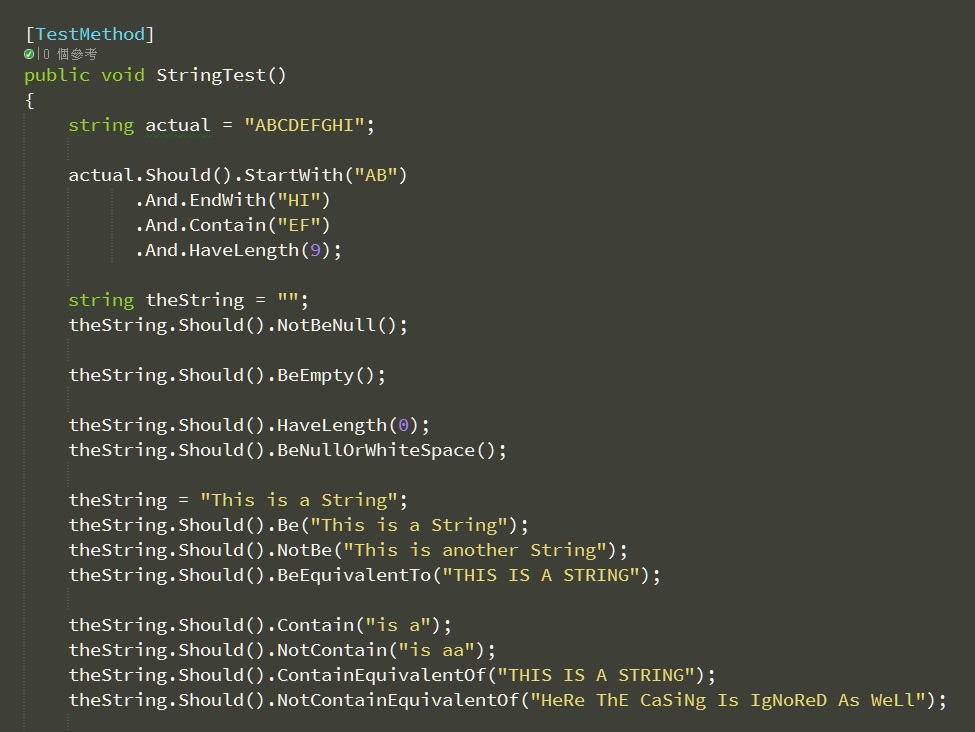 [TestMethod]
0 個參考
public void StringTest()
{
string actual = "ABCDEFGHI";
actual.Should().StartWith("AB")
.And.EndWith("HI")
.And.Contain("EF")
.And.HaveLength(9);
string theString = "";
theString.Should().NotBeNull();
theString.Should().BeEmpty();
theString.Should().HaveLength(0);
theString.Should().BeNullOrWhiteSpace();
theString = "This is a String";
theString.Should().Be("This is a String");
theString.Should().NotBe("This is another String");
theString.Should().BeEquivalentTo("THIS IS A STRING");
theString.Should().Contain("is a");
theString.Should().NotContain("is aa");
theString.Should().ContainEquivalentOf("THIS IS A STRING");
theString.Should().NotContainEquivalentOf("HeRe ThE CaSiNg Is IgNoReD As WeLl");